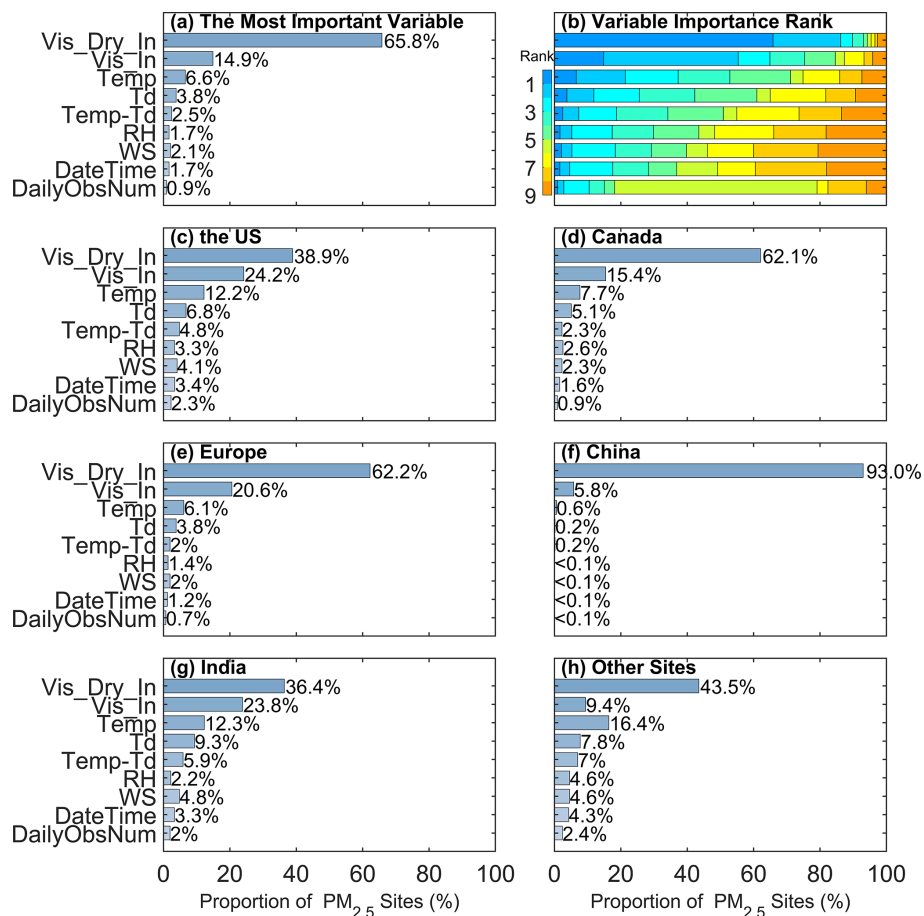 (a) The Most Important Variable
Vis_Dry_In 65.8%
Vis_In 14.9%
Temp 6.6%
Td 3.8%
Temp-Td 2.5%
RH 1.7%
WS 2.1%
DateTime 1.7%
DailyObsNum 0.9%
(b) Variable Importance Rank
Rank
1
3
5
7
9
(c) the US
Vis_Dry_In 38.9%
Vis_In 24.2%
Temp 12.2%
Td 6.8%
Temp-Td 4.8%
RH 3.3%
WS 4.1%
DateTime 3.4%
DailyObsNum 2.3%
(d) Canada
62.1%
15.4%
7.7%
5.1%
2.3%
2.6%
2.3%
1.6%
0.9%
(e) Europe
Vis_Dry_In 62.2%
Vis_In 20.6%
Temp 6.1%
Td 3.8%
Temp-Td 2%
RH 1.4%
WS 2%
DateTime 1.2%
DailyObsNum 0.7%
(f) China
93.0%
5.8%
0.6%
0.2%
0.2%
<0.1%
<0.1%
<0.1%
<0.1%
(g) India
Vis_Dry_In 36.4%
Vis_In 23.8%
Temp 12.3%
Td 9.3%
Temp-Td 5.9%
RH 2.2%
WS 4.8%
DateTime 3.3%
DailyObsNum 2%
0 20 40 60 80 100
Proportion of PM2.5 Sites (%)
(h) Other Sites
43.5%
9.4%
16.4%
7.8%
7%
4.6%
4.6%
4.3%
2.4%
0 20 40 60 80 100
Proportion of PM2.5 Sites (%)